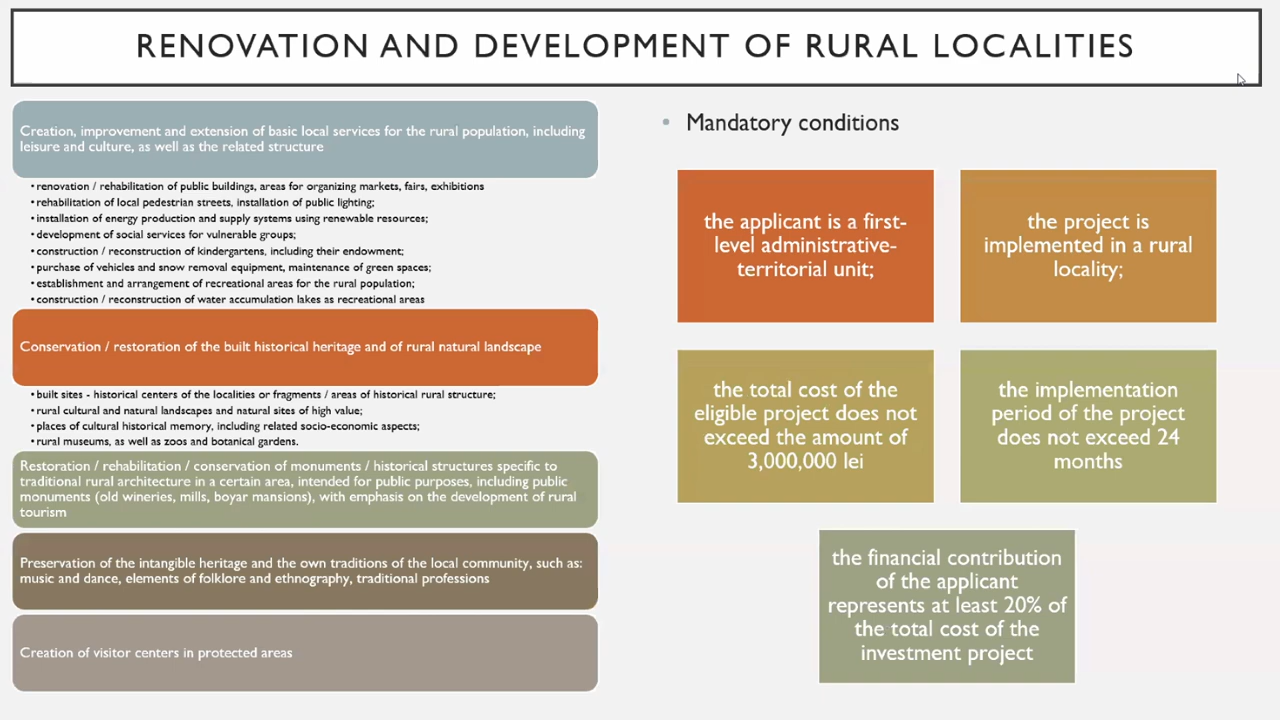 RENOVATION AND DEVELOPMENT OF RURAL LOCALITIES
Creation, improvement and extension of basic local services for the rural population, including
leisure and culture, as well as the related structure
•renovation / rehabilitation of public buildings, areas for organizing markets, fairs, exhibitions
•rehabilitation of local pedestrian streets, installation of public lighting;
•installation of energy production and supply systems using renewable resources;
•development of social services for vulnerable groups;
•construction / reconstruction of kindergartens, including their endowment;
•purchase of vehicles and snow removal equipment, maintenance of green spaces;
•establishment and arrangement of recreational areas for the rural population;
•construction / reconstruction of water accumulation lakes as recreational areas
Conservation / restoration of the built historical heritage and of rural natural landscape
•built sites - historical centers of the localities or fragments / areas of historical rural structure;
•rural cultural and natural landscapes and natural sites of high value;
•places of cultural historical memory, including related socio-economic aspects;
•rural museums, as well as zoos and botanical gardens.
Restoration / rehabilitation / conservation of monuments / historical structures specific to
traditional rural architecture in a certain area, intended for public purposes, including public
monuments (old wineries, mills, boyar mansions), with emphasis on the development of rural
tourism
Preservation of the intangible heritage and the own traditions of the local community, such as:
music and dance, elements of folklore and ethnography, traditional professions
Creation of visitor centers in protected areas
• Mandatory conditions
the applicant is a first-
level administrative-
territorial unit;
the project is
implemented in a rural
locality;
the total cost of the
eligible project does not
exceed the amount of
3,000,000 lei
the implementation
period of the project
does not exceed 24
months
the financial contribution
of the applicant
represents at least 20% of
the total cost of the
investment project